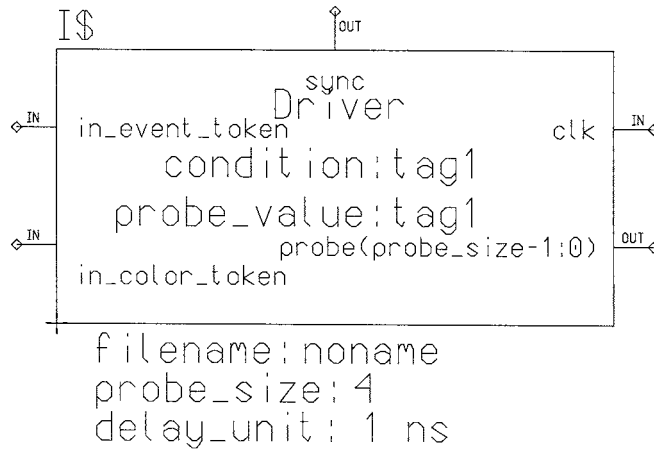 I$
OUT
sync
Driver
IN
in_event_token
clk
IN
condition:tag1
probe_value:tag1
IN
probe(probe_size-1:0)
OUT
in_color_token
filename:noname
probe_size:4
delay_unit: 1 ns